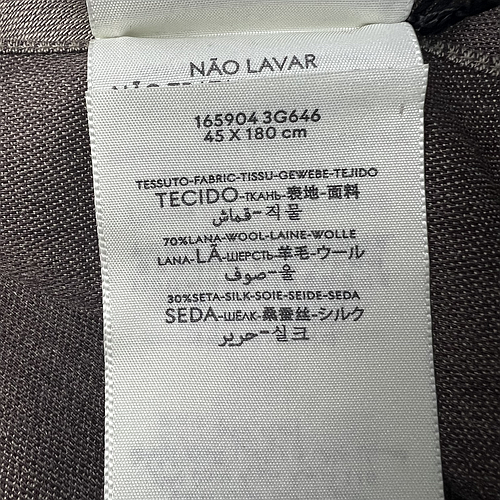 NÃO LAVAR
165904 3G646
45 X 180 cm
TESSUTO-FABRIC-TISSU-GEWEBE-TEJIDO
TECIDO-ТКАНЬ-表地-面料
قماش-직물
70%LANA-WOOL-LAINE-WOLLE
LANA-LÃ-ШЕРСТЬ-羊毛-ウール
صوف-울
30%SETA-SILK-SOIE-SEIDE-SEDA
SEDA-ШЁЛК-桑蚕丝-シルク
حرير-실크